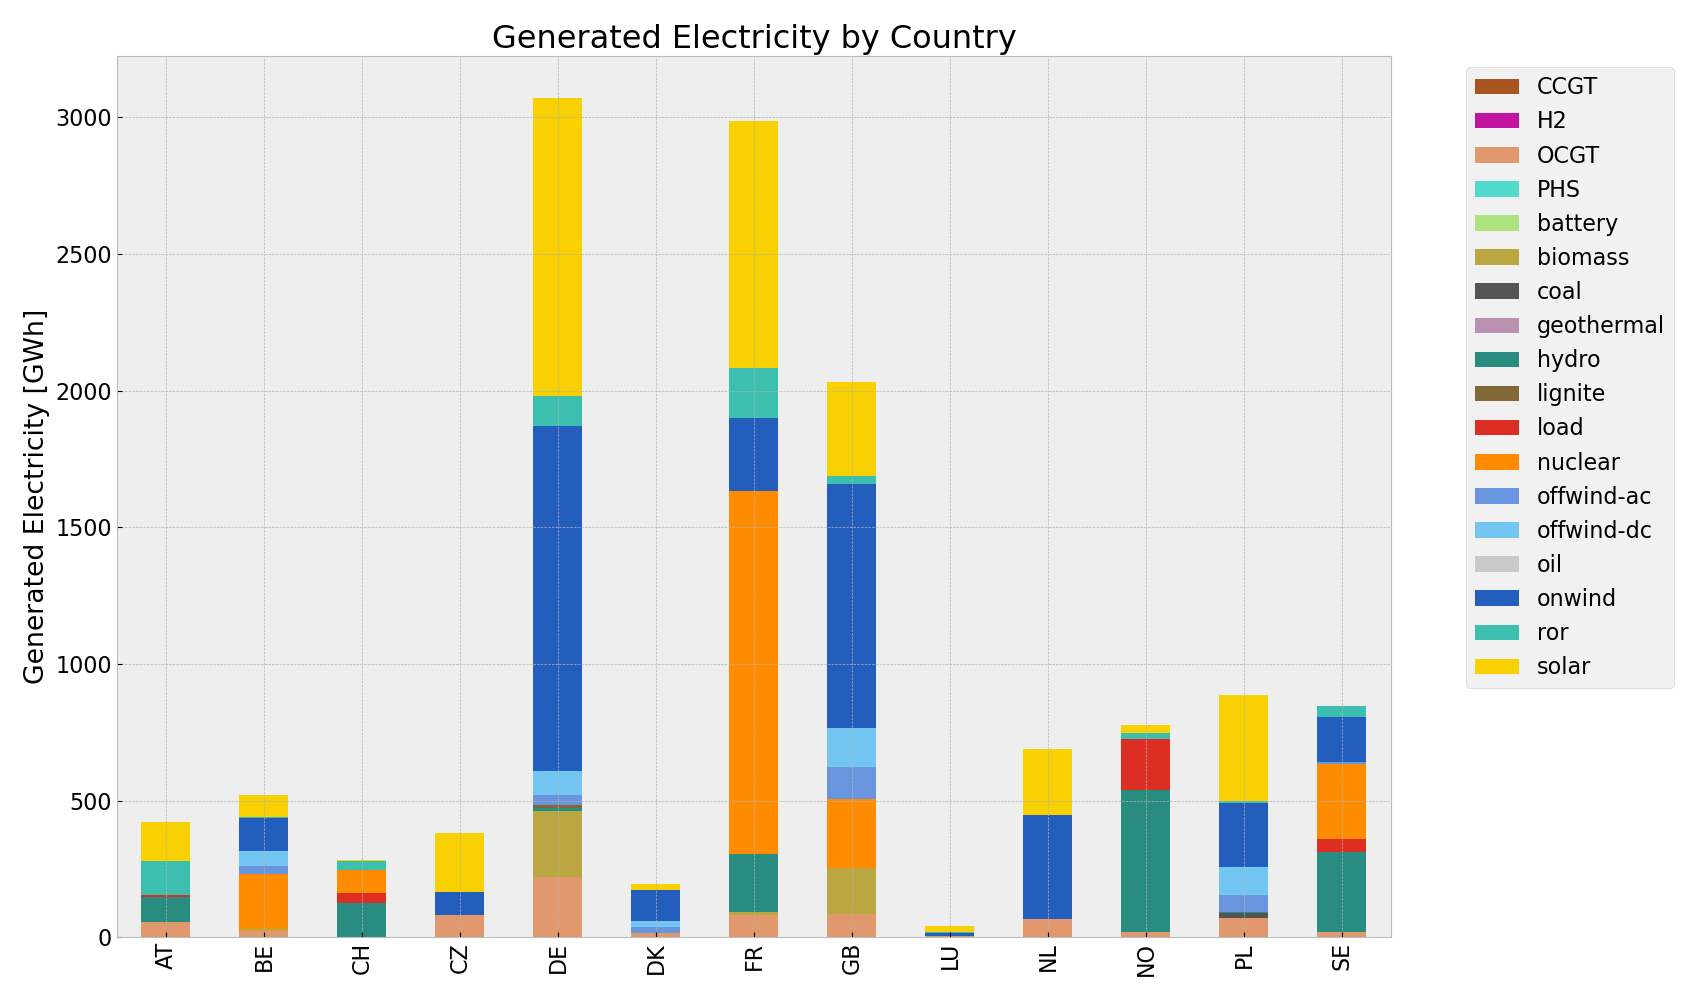 Generated Electricity by Country
Generated Electricity [GWh]
3000
2500
2000
1500
1000
500
0
AT
BE
CH
CZ
DE
DK
FR
GB
LU
NL
NO
PL
SE
CCGT
H2
OCGT
PHS
battery
biomass
coal
geothermal
hydro
lignite
load
nuclear
offwind-ac
offwind-dc
oil
onwind
ror
solar